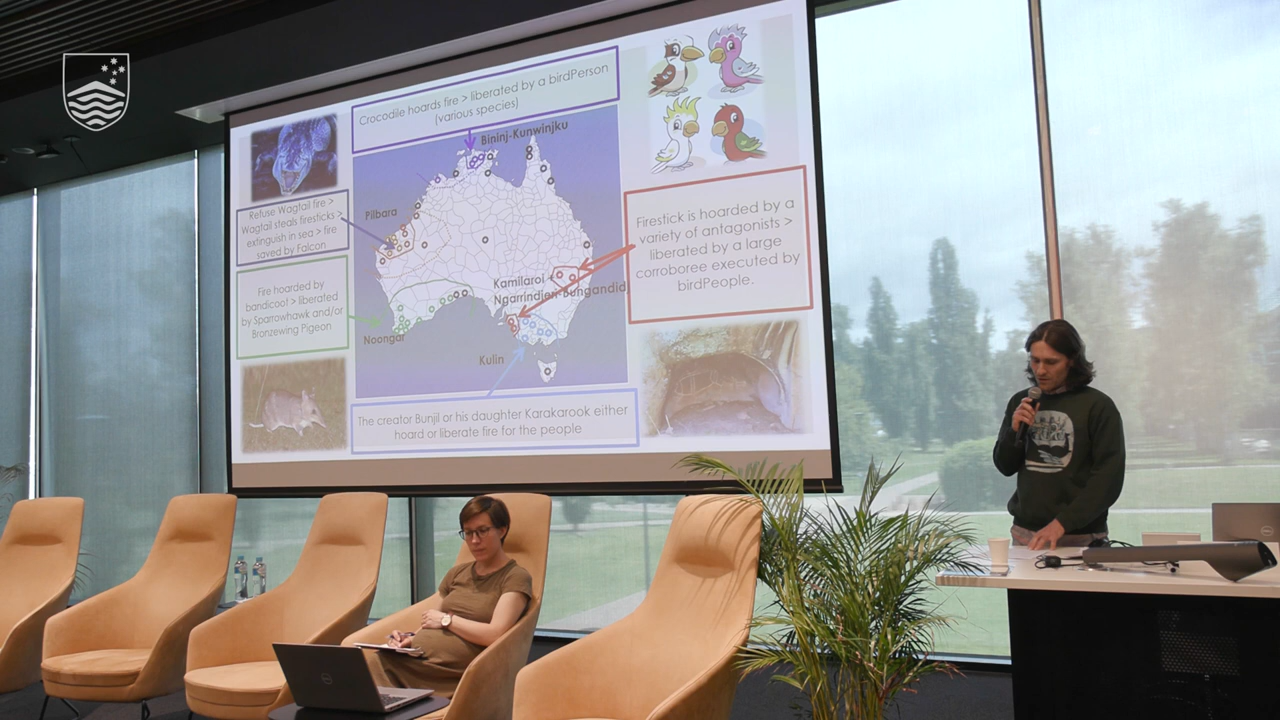 Crocodile hoards fire > liberated by a birdPerson
(various species)
Bininj-Kunwinjku
Refuse Wagtail fire >
Wagtail steals firesticks >
extinguish in sea > fire
saved by Falcon
Pilbara
Firestick is hoarded by a
variety of antagonists >
liberated by a large
corroboree executed by
birdPeople.
Fire hoarded by
bandicoot > liberated
by Sparrowhawk and/or
Bronzewing Pigeon
Kamilaroi
Ngarrindjeri-Bungandidj
Noongar
Kulin
The creator Bunjil or his daughter Karakarook either
hoard or liberate fire for the people
DELL